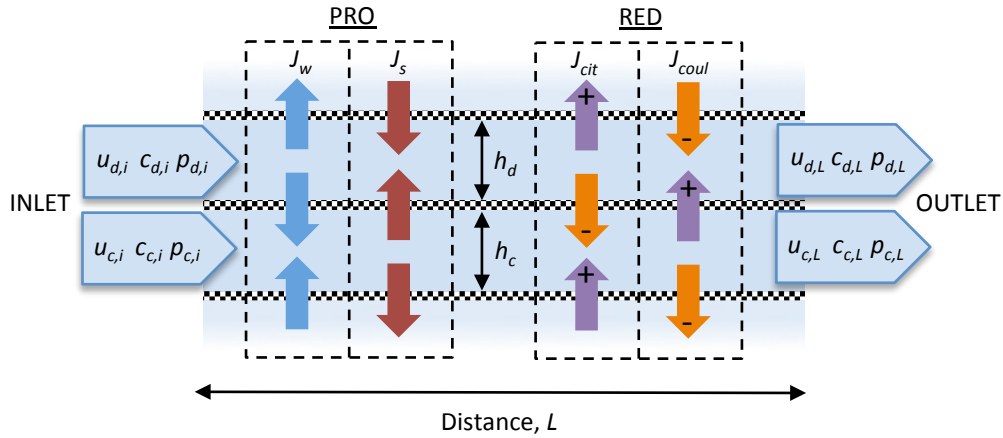 PRO
RED
J_w
J_s
J_cit
J_coul
+
-
u_d,i c_d,i p_d,i
h_d
u_d,L c_d,L p_d,L
+
INLET
OUTLET
-
u_c,i c_c,i p_c,i
h_c
u_c,L c_c,L p_c,L
+
-
Distance, L